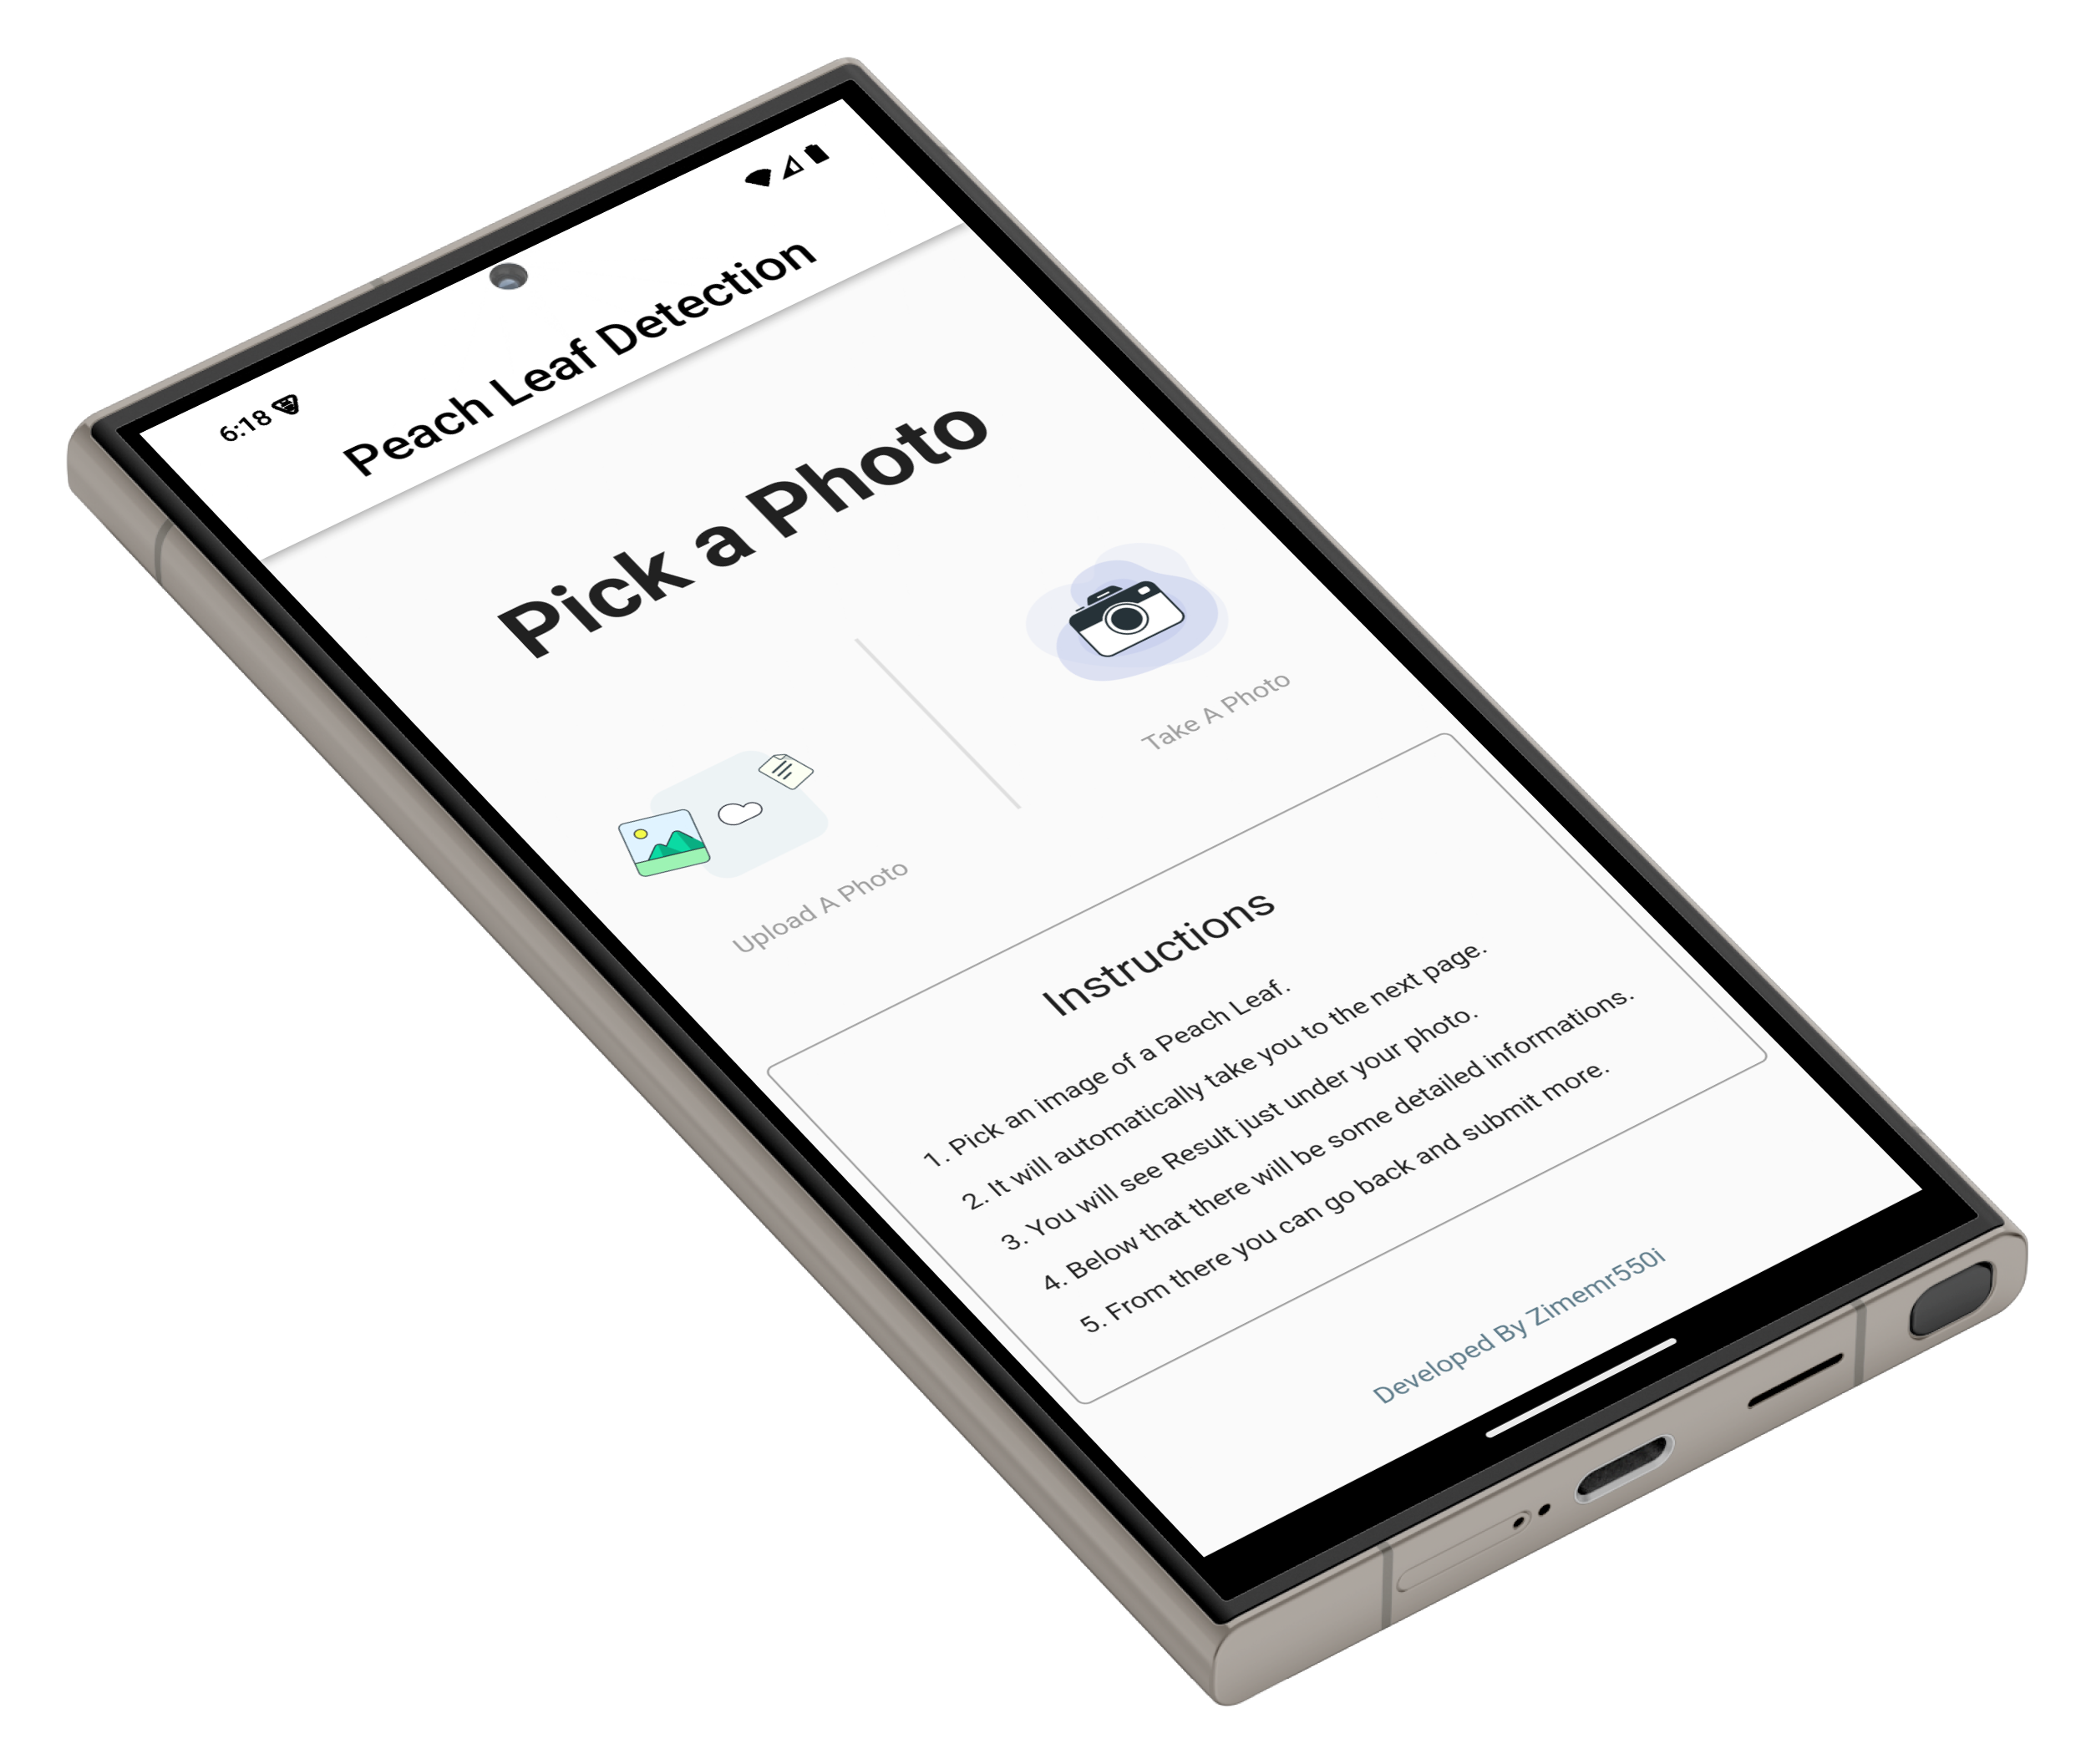 6:18
Peach Leaf Detection
Pick a Photo
Upload A Photo
Take A Photo
Instructions
1. Pick an image of a Peach Leaf.
2. It will automatically take you to the next page.
3. You will see Result just under your photo.
4. Below that there will be some detailed informations.
5. From there you can go back and submit more.
Developed By Zimemr550i